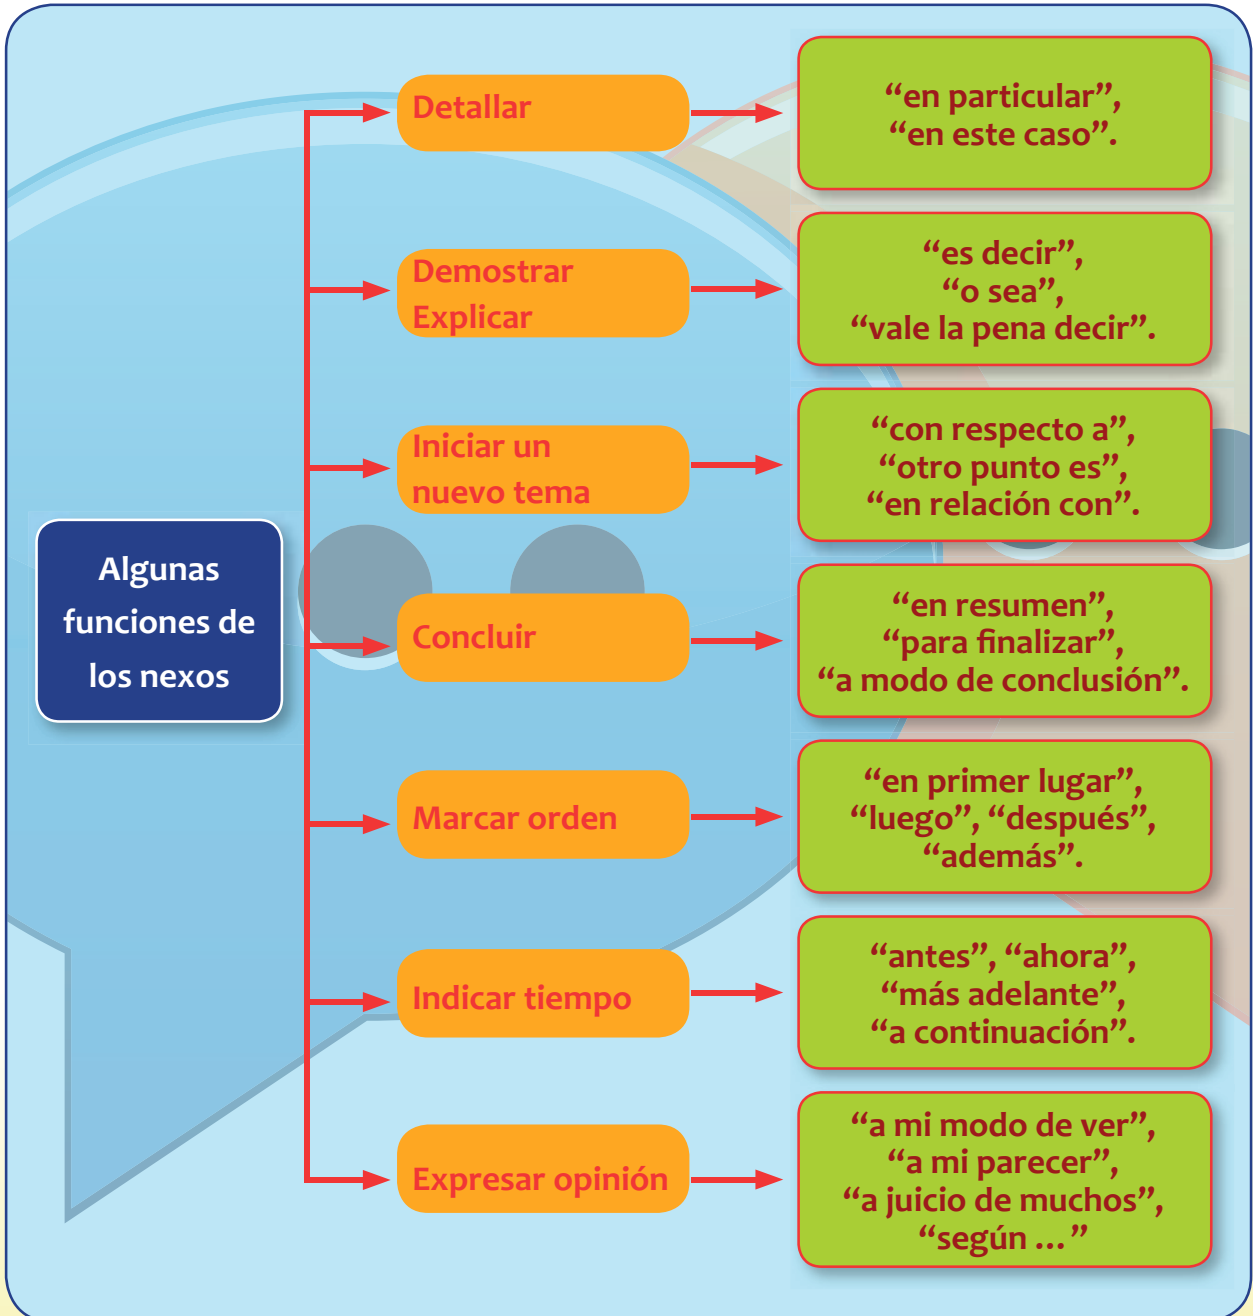 Algunas
funciones de
los nexos
Detallar
“en particular”,
“en este caso”.
Demostrar
Explicar
“es decir”,
“o sea”,
“vale la pena decir”.
Iniciar un
nuevo tema
“con respecto a”,
“otro punto es”,
“en relación con”.
Concluir
“en resumen”,
“para finalizar”,
“a modo de conclusión”.
Marcar orden
“en primer lugar”,
“luego”, “después”,
“además”.
Indicar tiempo
“antes”, “ahora”,
“más adelante”,
“a continuación”.
Expresar opinión
“a mi modo de ver”,
“a mi parecer”,
“a juicio de muchos”,
“según ...”